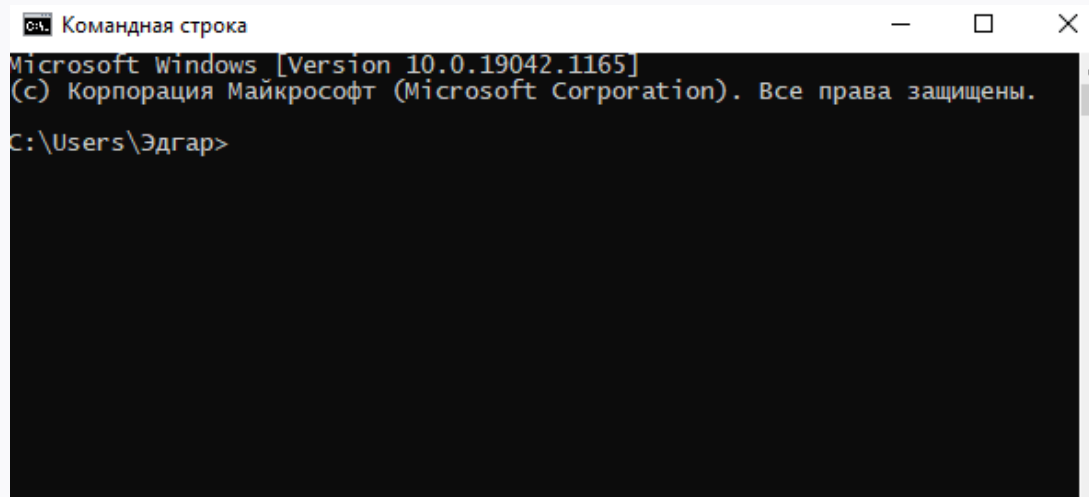 Командная строка
Microsoft Windows [Version 10.0.19042.1165]
(c) Корпорация Майкрософт (Microsoft Corporation). Все права защищены.
C:\Users\Эдгар>